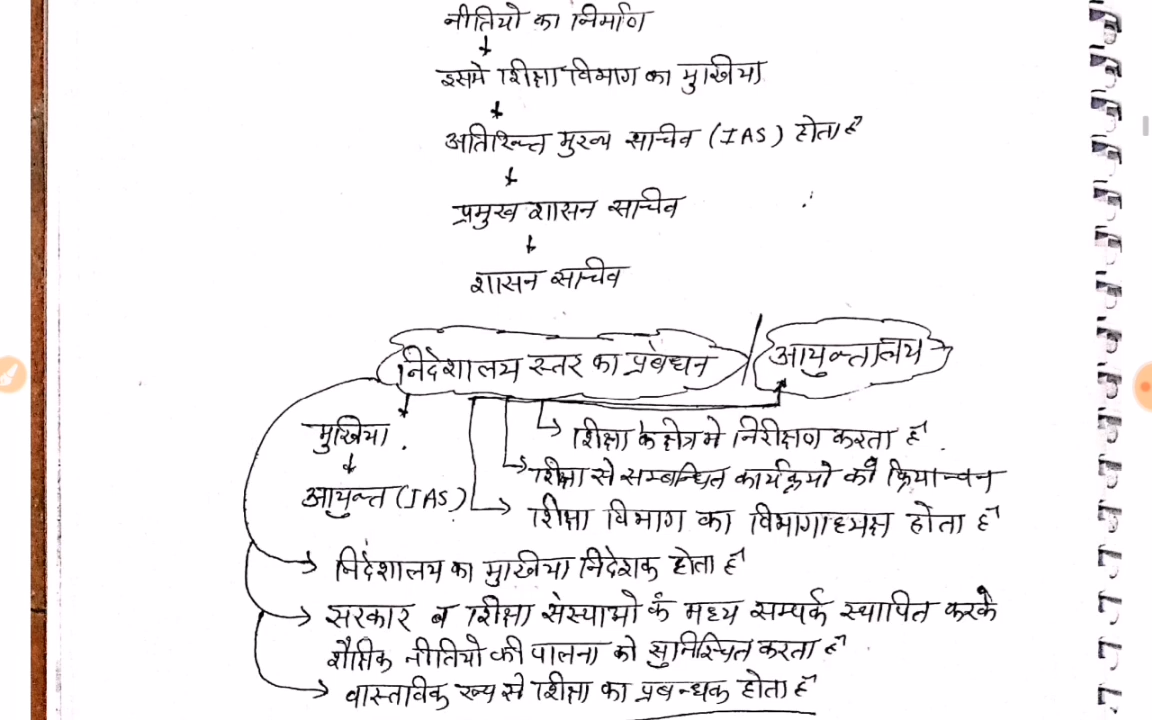 नीतियो का निर्माण
इसमे शिक्षा विभाग का मुखिया
अतिरिक्त मुख्य सचिव (IAS) होता है
प्रमुख शासन सचिव
शासन सचिव
निदेशालय स्तर का प्रबंधन / आयुक्तालय
मुखिया
आयुक्त (IAS)
शिक्षा के क्षेत्र मे निरीक्षण करता है
शिक्षा से सम्बन्धित कार्यक्रमो को क्रियान्वन
शिक्षा विभाग का विभागाध्यक्ष होता है
निदेशालय का मुखिया निदेशक होता है
सरकार व शिक्षा संस्थाओ के मध्य सम्पर्क स्थापित करके
शैक्षिक नीतियो की पालना को सुनिश्चित करता है
वास्तविक रूप से शिक्षा का प्रबन्धक होता है